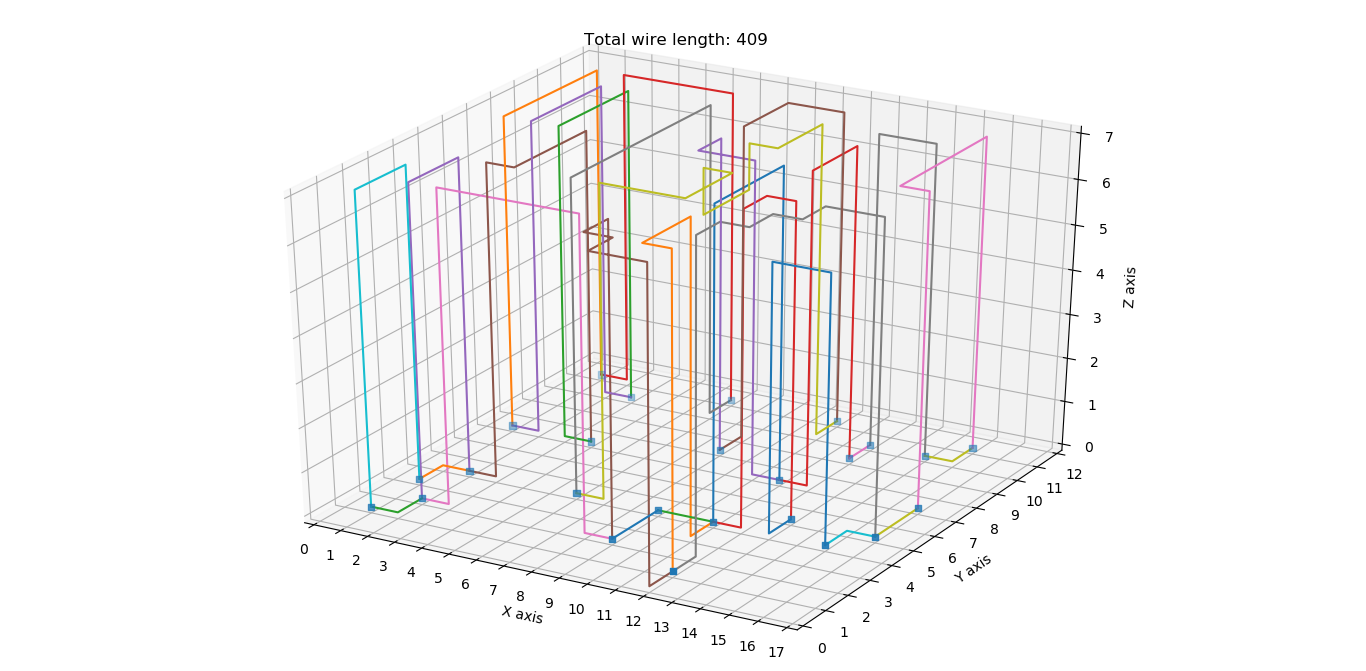 Total wire length: 409
0 1 2 3 4 5 6 7 8 9 10 11 12 13 14 15 16 17
X axis
0 1 2 3 4 5 6 7 8 9 10 11 12
Y axis
0 1 2 3 4 5 6 7
Z axis